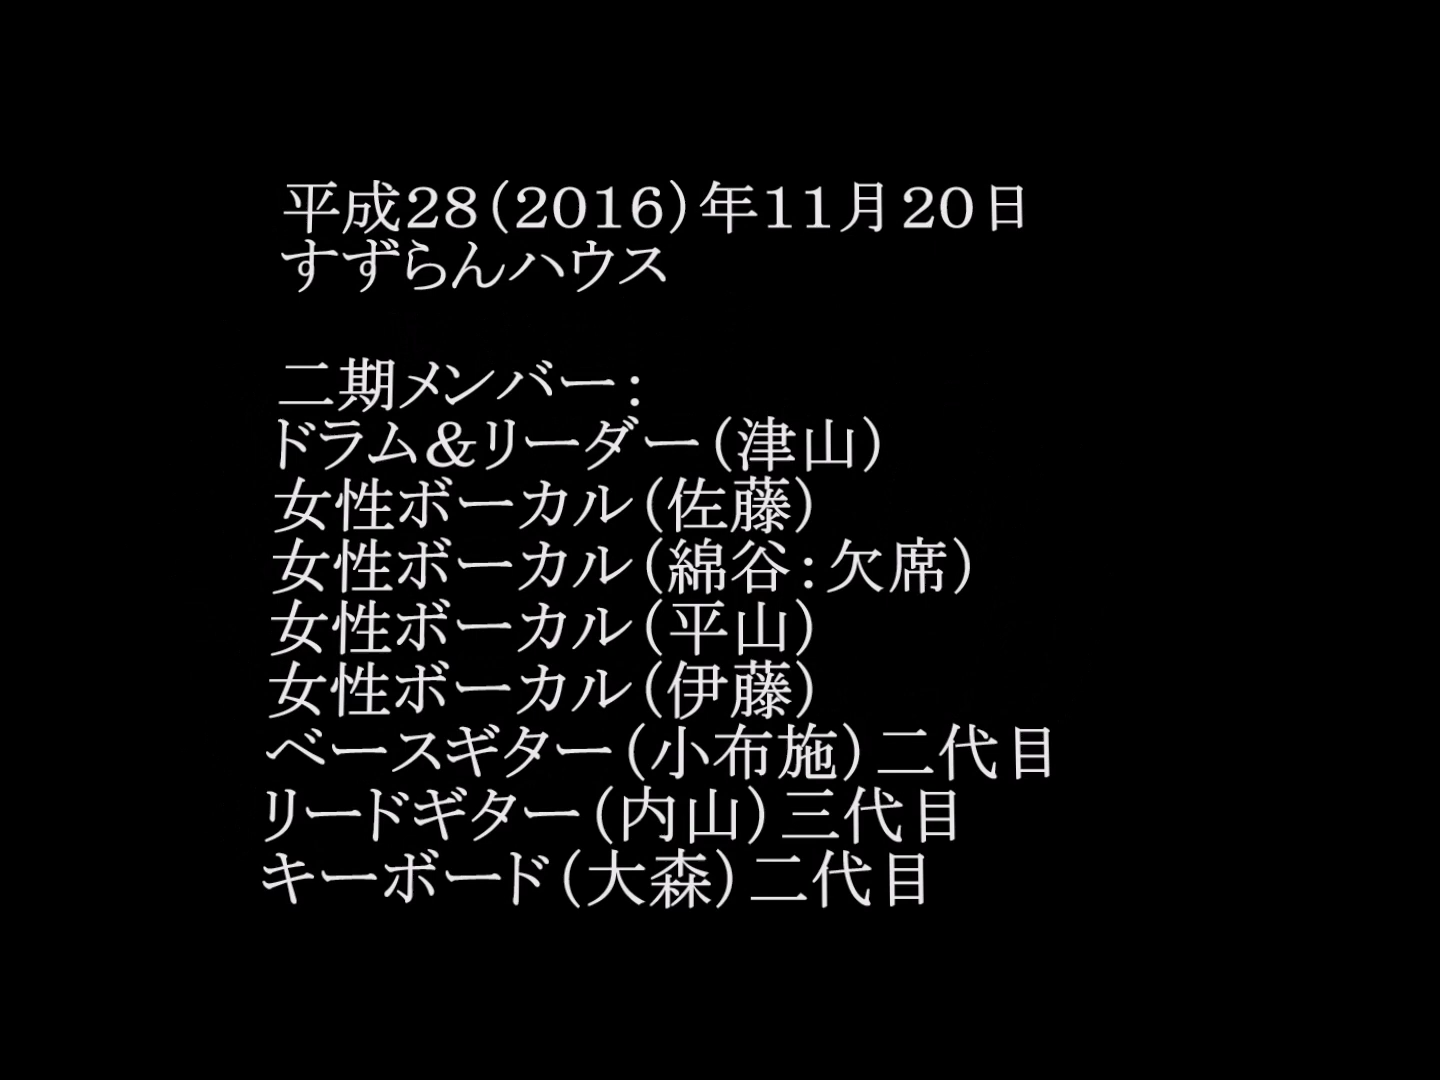 平成２８（２０１６）年１１月２０日
すずらんハウス
二期メンバー：
ドラム＆リーダー（津山）
女性ボーカル（佐藤）
女性ボーカル（綿谷：欠席）
女性ボーカル（平山）
女性ボーカル（伊藤）
ベースギター（小布施）二代目
リードギター（内山）三代目
キーボード（大森）二代目